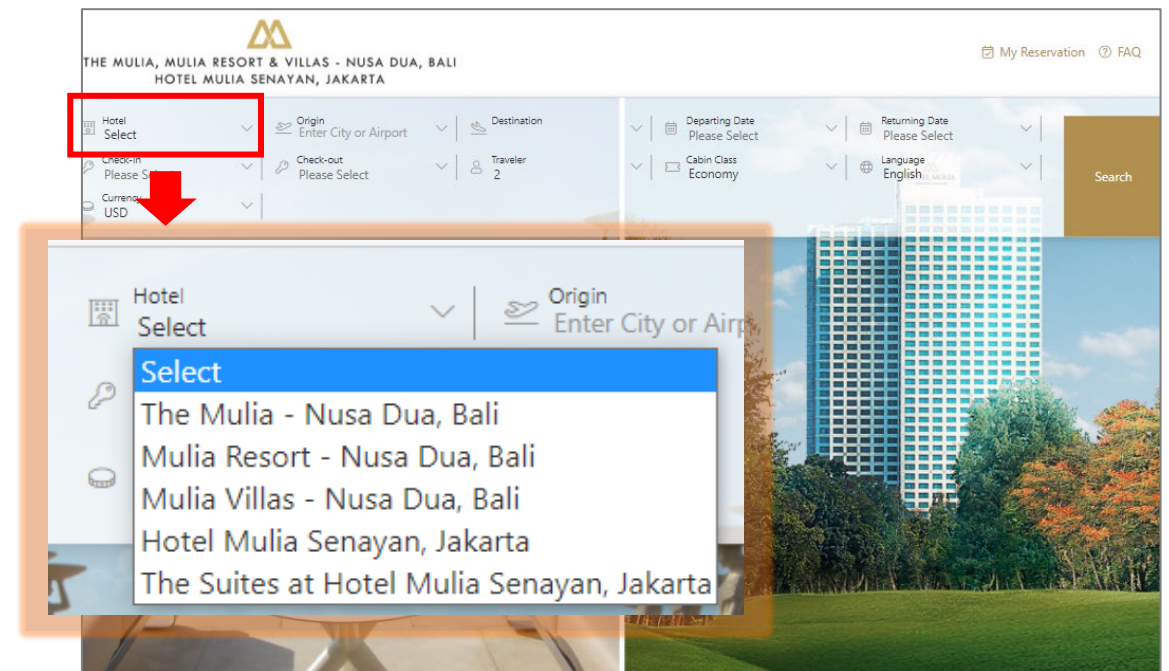 THE MULIA, MULIA RESORT & VILLAS - NUSA DUA, BALI
HOTEL MULIA SENAYAN, JAKARTA
My Reservation
FAQ
Hotel
Select
Origin
Enter City or Airport
Destination
Departing Date
Please Select
Returning Date
Please Select
Check-in
Please
Check-out
Please Select
Traveler
2
Cabin Class
Economy
Language
English
Search
Currency
USD
Hotel
Select
Origin
Enter City or Airp
Select
The Mulia - Nusa Dua, Bali
Mulia Resort - Nusa Dua, Bali
Mulia Villas - Nusa Dua, Bali
Hotel Mulia Senayan, Jakarta
The Suites at Hotel Mulia Senayan, Jakarta